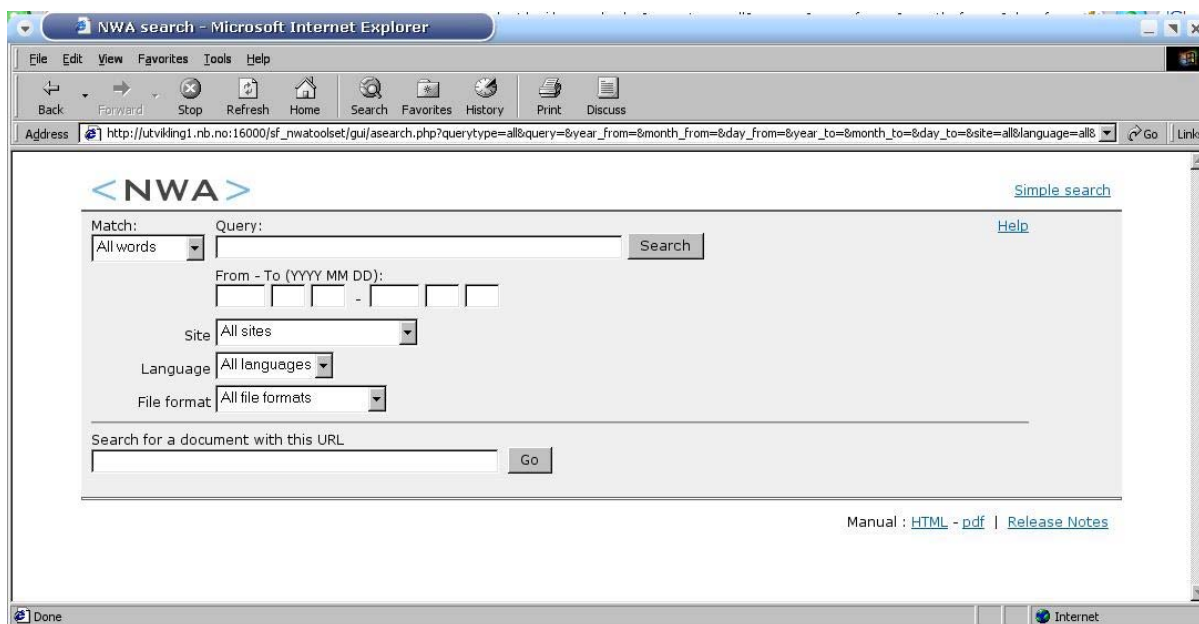 NWA search - Microsoft Internet Explorer
File Edit View Favorites Tools Help
Back Forward Stop Refresh Home Search Favorites History Print Discuss
Address http://utvikling1.nb.no:16000/sf_nwatoolset/gui/asearch.php?querytype=all&query=&year_from=&month_from=&day_from=&year_to=&month_to=&day_to=&site=all&language=all& Go Link
<NWA> Simple search
Match: Query: Help
All words Search
From - To (YYYY MM DD):
-
Site All sites
Language All languages
File format All file formats
Search for a document with this URL
Go
Manual : HTML - pdf | Release Notes
Done Internet